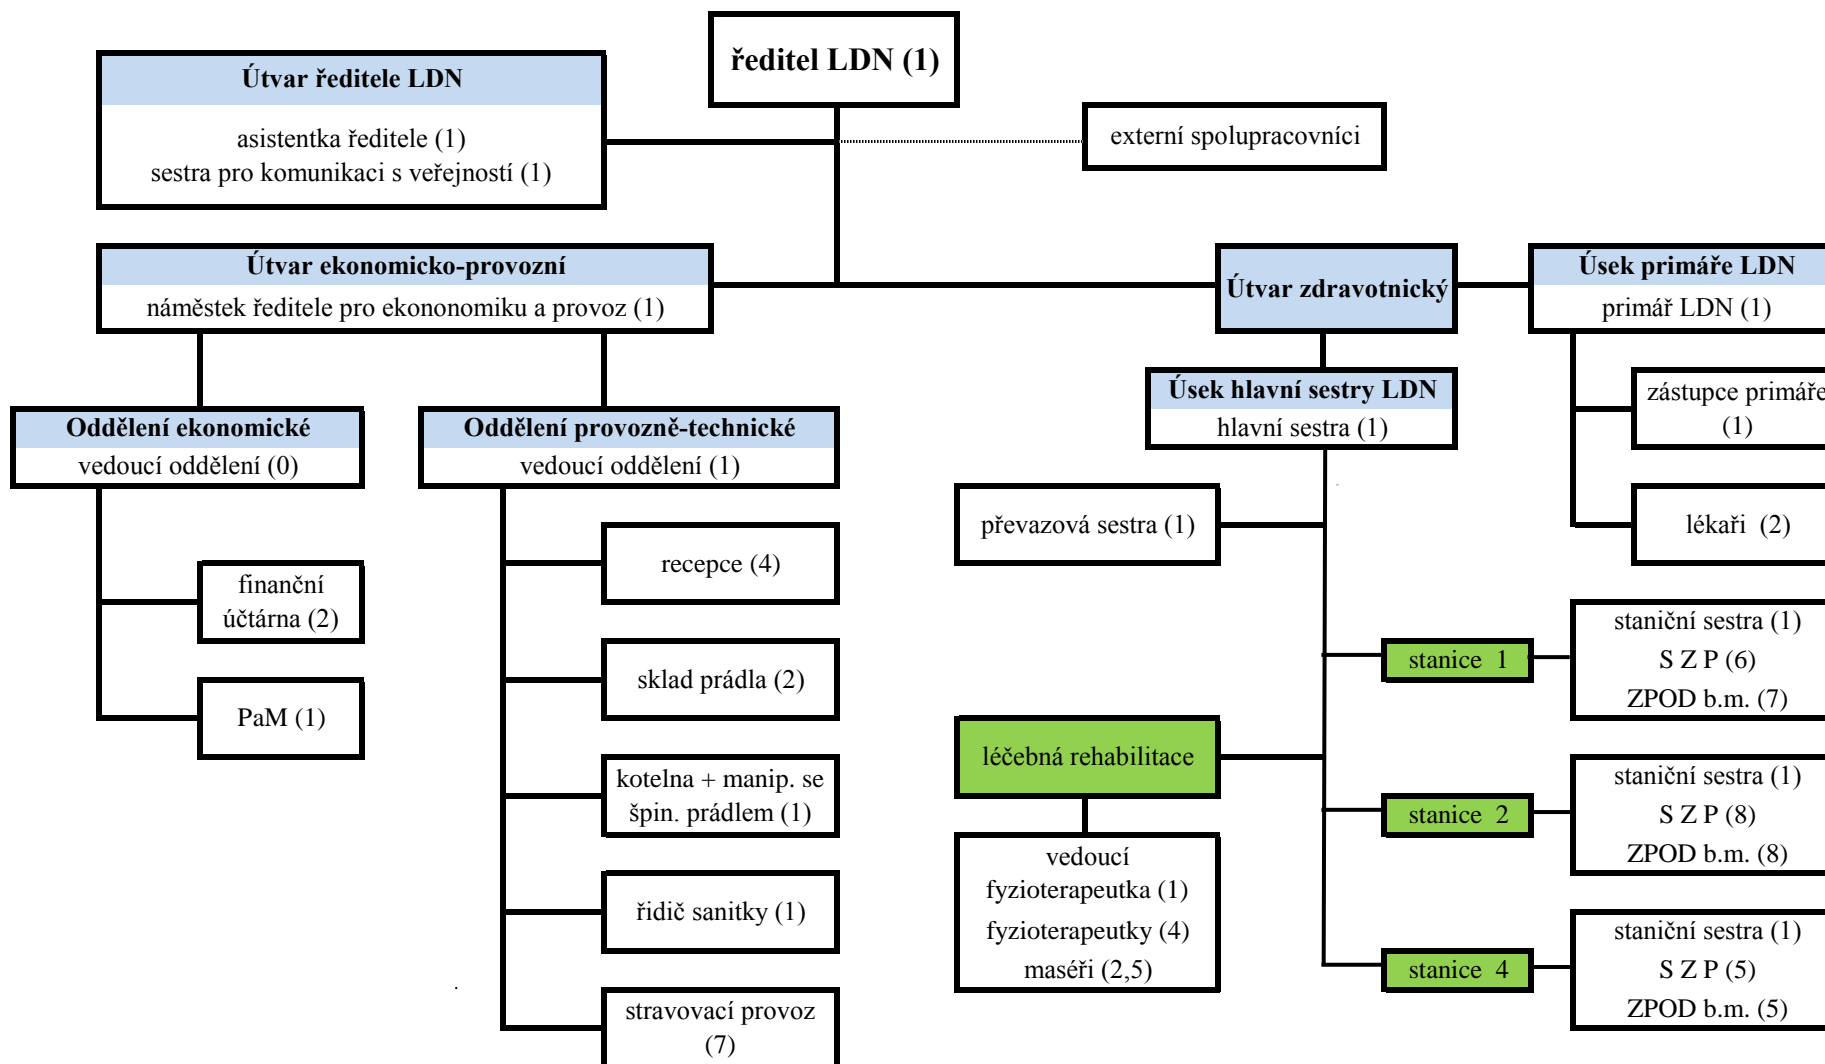 ředitel LDN (1)
Útvar ředitele LDN
asistentka ředitele (1)
sestra pro komunikaci s veřejností (1)
externí spolupracovníci
Útvar ekonomicko-provozní
náměstek ředitele pro ekononomiku a provoz (1)
Útvar zdravotnický
Úsek primáře LDN
primář LDN (1)
zástupce primáře
(1)
lékaři (2)
Úsek hlavní sestry LDN
hlavní sestra (1)
Oddělení ekonomické
vedoucí oddělení (0)
finanční
účtárna (2)
PaM (1)
Oddělení provozně-technické
vedoucí oddělení (1)
recepce (4)
sklad prádla (2)
kotelna + manip. se
špin. prádlem (1)
řidič sanitky (1)
stravovací provoz
(7)
převazová sestra (1)
léčebná rehabilitace
vedoucí
fyzioterapeutka (1)
fyzioterapeutky (4)
maséři (2,5)
stanice 1
staniční sestra (1)
S Z P (6)
ZPOD b.m. (7)
stanice 2
staniční sestra (1)
S Z P (8)
ZPOD b.m. (8)
stanice 4
staniční sestra (1)
S Z P (5)
ZPOD b.m. (5)